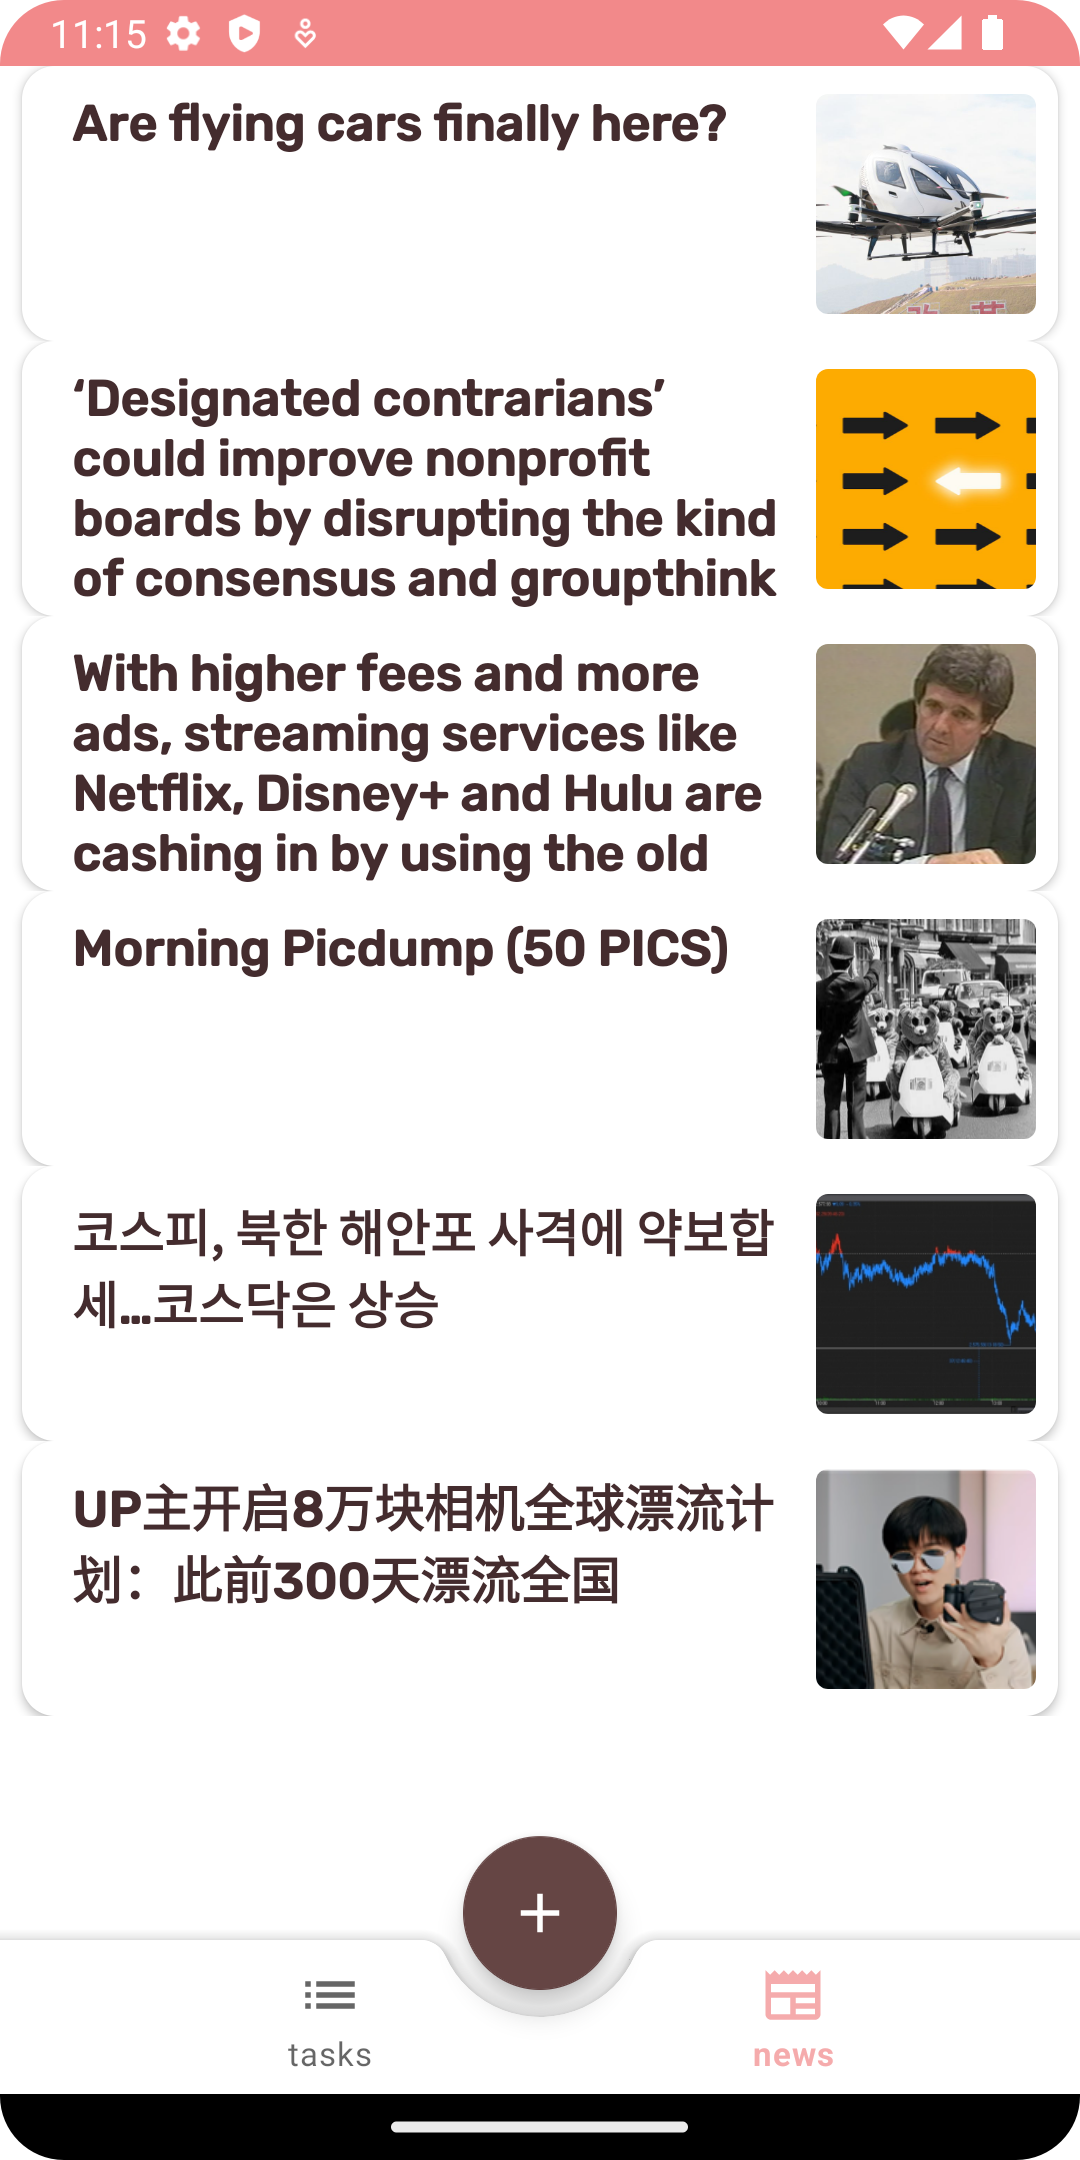 11:15
Are flying cars finally here?
‘Designated contrarians’
could improve nonprofit
boards by disrupting the kind
of consensus and groupthink
With higher fees and more
ads, streaming services like
Netflix, Disney+ and Hulu are
cashing in by using the old
Morning Picdump (50 PICS)
코스피, 북한 해안포 사격에 약보합
세...코스닥은 상승
UP主开启8万块相机全球漂流计
划：此前300天漂流全国
tasks
news